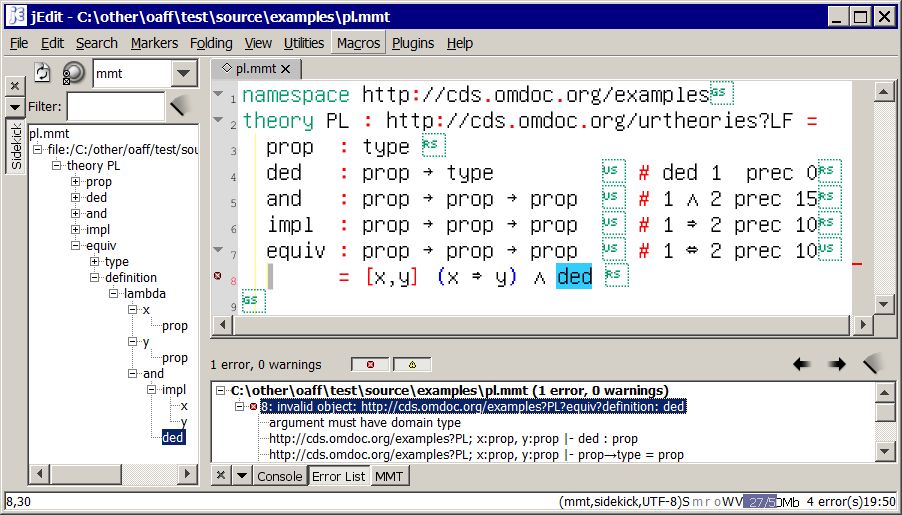 jEdit - C:\other\oaff\test\source\examples\pl.mmt
File Edit Search Markers Folding View Utilities Macros Plugins Help
mmt
Filter:
Sidekick
pl.mmt
file:/C:/other/oaff/test/sou
theory PL
prop
ded
and
impl
equiv
type
definition
lambda
x
prop
y
prop
and
impl
x
y
ded
pl.mmt
1 namespace http://cds.omdoc.org/examples GS
2 theory PL : http://cds.omdoc.org/urtheories?LF =
3 prop : type RS
4 ded : prop → type US # ded 1 prec 0 RS
5 and : prop → prop → prop US # 1 ∧ 2 prec 15 RS
6 impl : prop → prop → prop US # 1 ⇒ 2 prec 10 RS
7 equiv : prop → prop → prop US # 1 ⇔ 2 prec 10 US
8 = [x,y] (x ⇒ y) ∧ ded RS
9 GS
1 error, 0 warnings
C:\other\oaff\test\source\examples\pl.mmt (1 error, 0 warnings)
8: invalid object: http://cds.omdoc.org/examples?PL?equiv?definition: ded
argument must have domain type
http://cds.omdoc.org/examples?PL; x:prop, y:prop |- ded : prop
http://cds.omdoc.org/examples?PL; x:prop, y:prop |- prop→type = prop
Console Error List MMT
8,30 (mmt,sidekick,UTF-8)S m r o W V 4 error(s)19:50